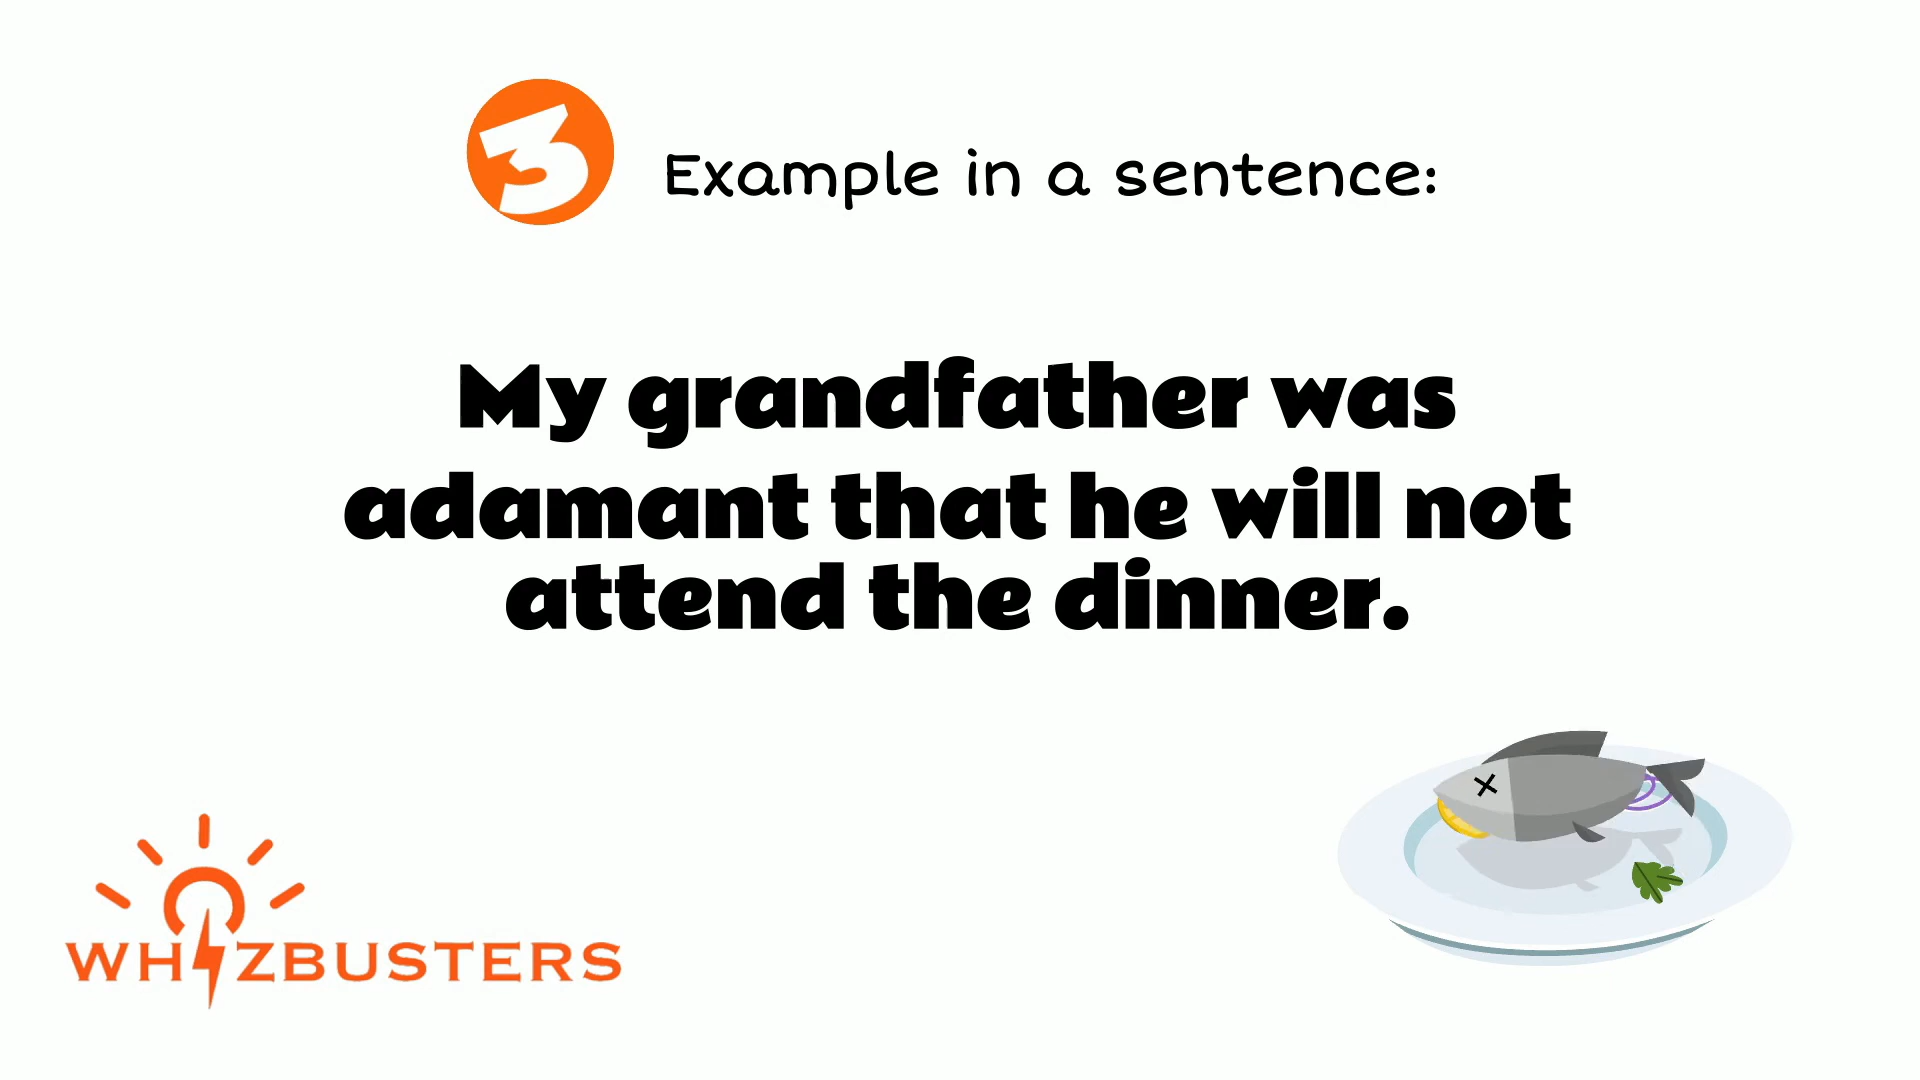 3
Example in a sentence:
My grandfather was
adamant that he will not
attend the dinner.
WHIZBUSTERS